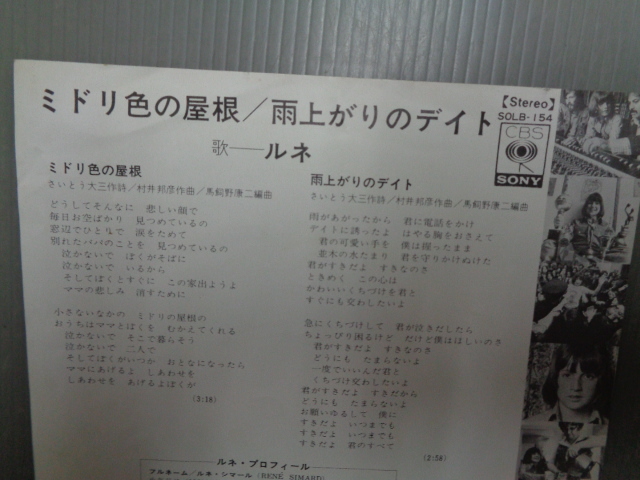 ミドリ色の屋根／雨上がりのデイト
歌──ルネ
【Stereo】
SOLB-154
CBS
SONY
ミドリ色の屋根
さいとう大三作詩／村井邦彦作曲／馬飼野康二編曲
どうしてそんなに 悲しい顔で
毎日お空ばかり 見つめているの
窓辺でひとりで 涙をためて
別れたパパのことを 見つめているの
泣かないで ぼくがそばに
泣かないで いるから
そしてぼくとすぐに この家出ようよ
ママの悲しみ 消すために
小さないなかの ミドリの屋根の
おうちはママとぼくを むかえてくれる
泣かないで そこで暮らそう
泣かないで 二人で
そしてぼくがいつか おとなになったら
ママにあげるよ しあわせを
しあわせを あげるよぼくが
(3:18)
雨上がりのデイト
さいとう大三作詩／村井邦彦作曲／馬飼野康二編曲
雨があがったから 君に電話をかけ
デイトに誘ったよ はやる胸をおさえて
君の可愛い手を 僕は握ったまま
並木の水たまり 君を守りかけぬけた
君がすきだよ すきなのさ
ときめく この心は
かわいいくちづけを君と
すぐにも交わしたいよ
急にくちづけして 君が泣きだしたら
ちょっぴり困るけど だけど僕はほしいのさ
君がすきだよ すきなのさ
どうにも たまらないよ
一度でいいんだ君と
くちづけ交わしたいよ
君がすきだよ すきだから
どうにも たまらないよ
お願いゆるして 僕に
すきだよ いつまでも
すきだよ いつまでも
すきだよ 君のすべて
(2:58)
ルネ・プロフィール
フルネーム／ルネ・シマール(RENÉ SIMARD)